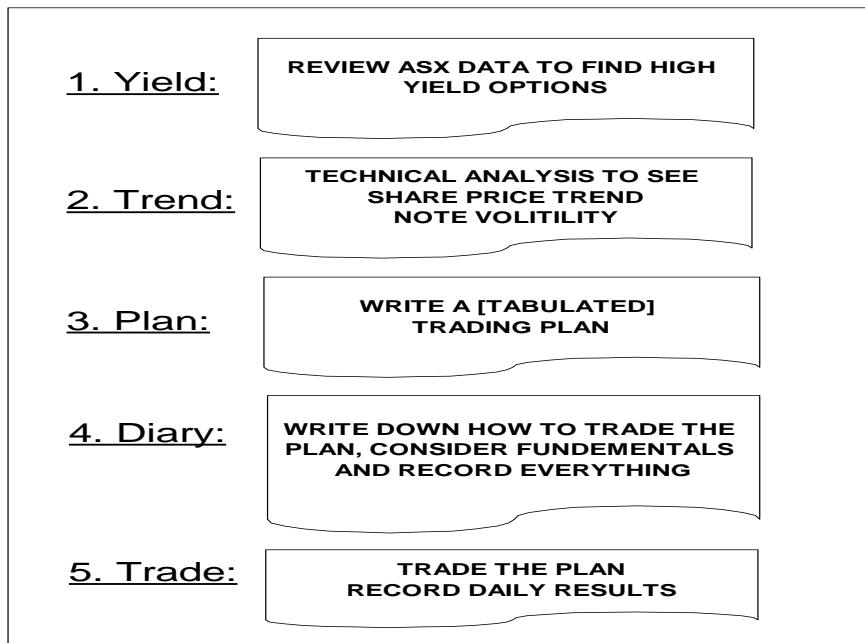 1. Yield:
REVIEW ASX DATA TO FIND HIGH
YIELD OPTIONS
2. Trend:
TECHNICAL ANALYSIS TO SEE
SHARE PRICE TREND
NOTE VOLITILITY
3. Plan:
WRITE A [TABULATED]
TRADING PLAN
4. Diary:
WRITE DOWN HOW TO TRADE THE
PLAN, CONSIDER FUNDEMENTALS
AND RECORD EVERYTHING
5. Trade:
TRADE THE PLAN
RECORD DAILY RESULTS